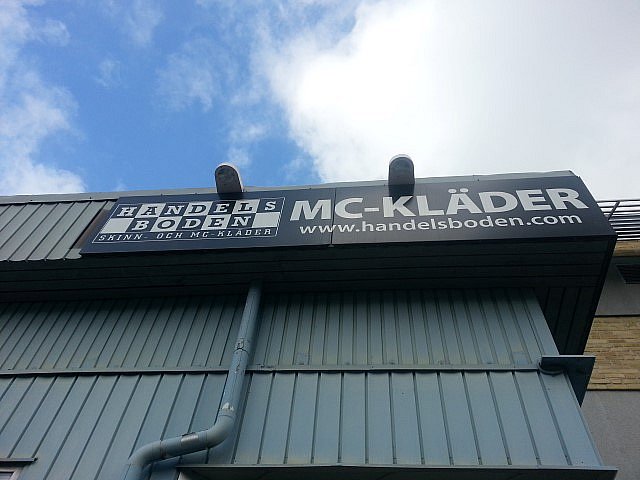 HANDELS
BODEN
SKINN- OCH MC-KLÄDER
MC-KLÄDER
www.handelsboden.com